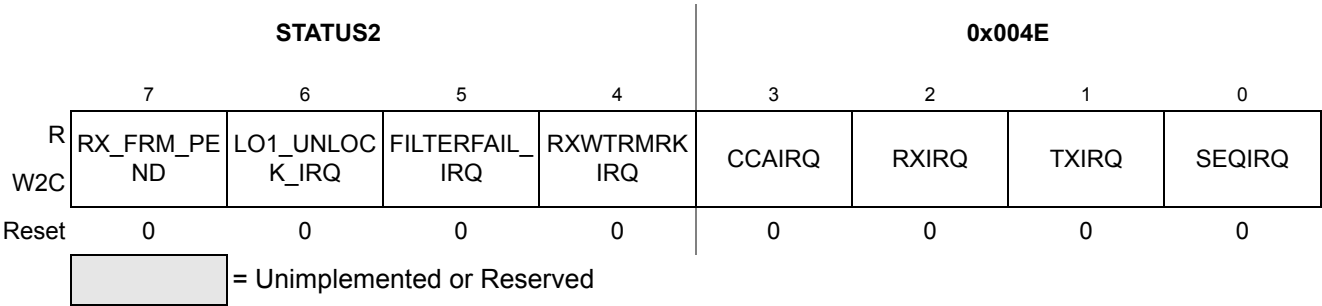 STATUS2 0x004E
7 6 5 4 3 2 1 0
R RX_FRM_PE LO1_UNLOC FILTERFAIL_ RXWTRMRK CCAIRQ RXIRQ TXIRQ SEQIRQ
W2C ND K_IRQ IRQ IRQ
Reset 0 0 0 0 0 0 0 0
= Unimplemented or Reserved